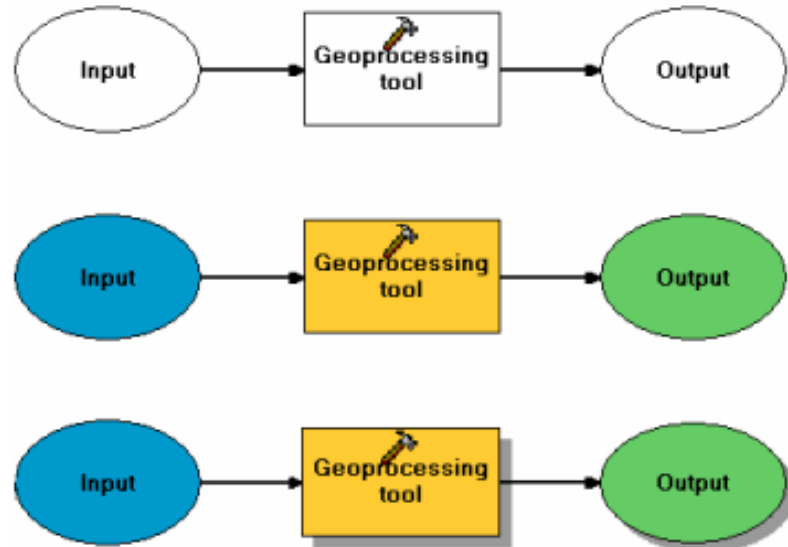 Input
Geoprocessing
tool
Output
Input
Geoprocessing
tool
Output
Input
Geoprocessing
tool
Output